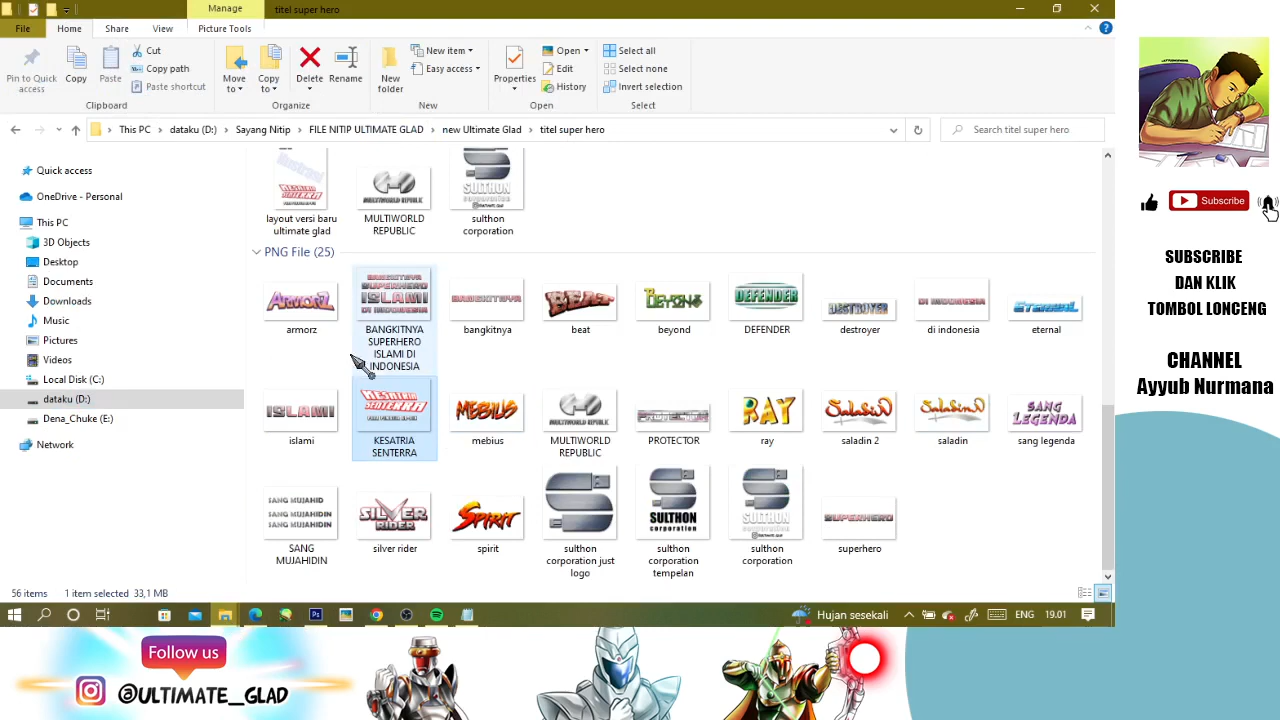 Manage
titel super hero
File
Home
Share
View
Picture Tools
Pin to Quick access
Copy
Paste
Cut
Copy path
Paste shortcut
Clipboard
Move to
Copy to
Delete
Rename
Organize
New folder
New item
Easy access
New
Properties
Open
Edit
History
Open
Select all
Select none
Invert selection
Select
This PC
dataku (D:)
Sayang Nitip
FILE NITIP ULTIMATE GLAD
new Ultimate Glad
titel super hero
Search titel super hero
Quick access
OneDrive - Personal
This PC
3D Objects
Desktop
Documents
Downloads
Music
Pictures
Videos
Local Disk (C:)
dataku (D:)
Dena_Chuke (E:)
Network
layout versi baru ultimate glad
MULTIWORLD REPUBLIC
sulthon corporation
PNG File (25)
armorz
BANGKITNYA SUPERHERO ISLAMI DI INDONESIA
bangkitnya
beat
beyond
DEFENDER
destroyer
di indonesia
eternal
islami
KESATRIA SENTERRA
mebius
MULTIWORLD REPUBLIC
PROTECTOR
ray
saladin 2
saladin
sang legenda
SANG MUJAHIDIN
silver rider
spirit
sulthon corporation just logo
sulthon corporation tempelan
sulthon corporation
superhero
56 items
1 item selected 33,1 MB
Hujan sesekali
ENG
19.01
Subscribe
SUBSCRIBE
DAN KLIK
TOMBOL LONCENG
CHANNEL
Ayyub Nurmana
Follow us
@ULTIMATE_GLAD